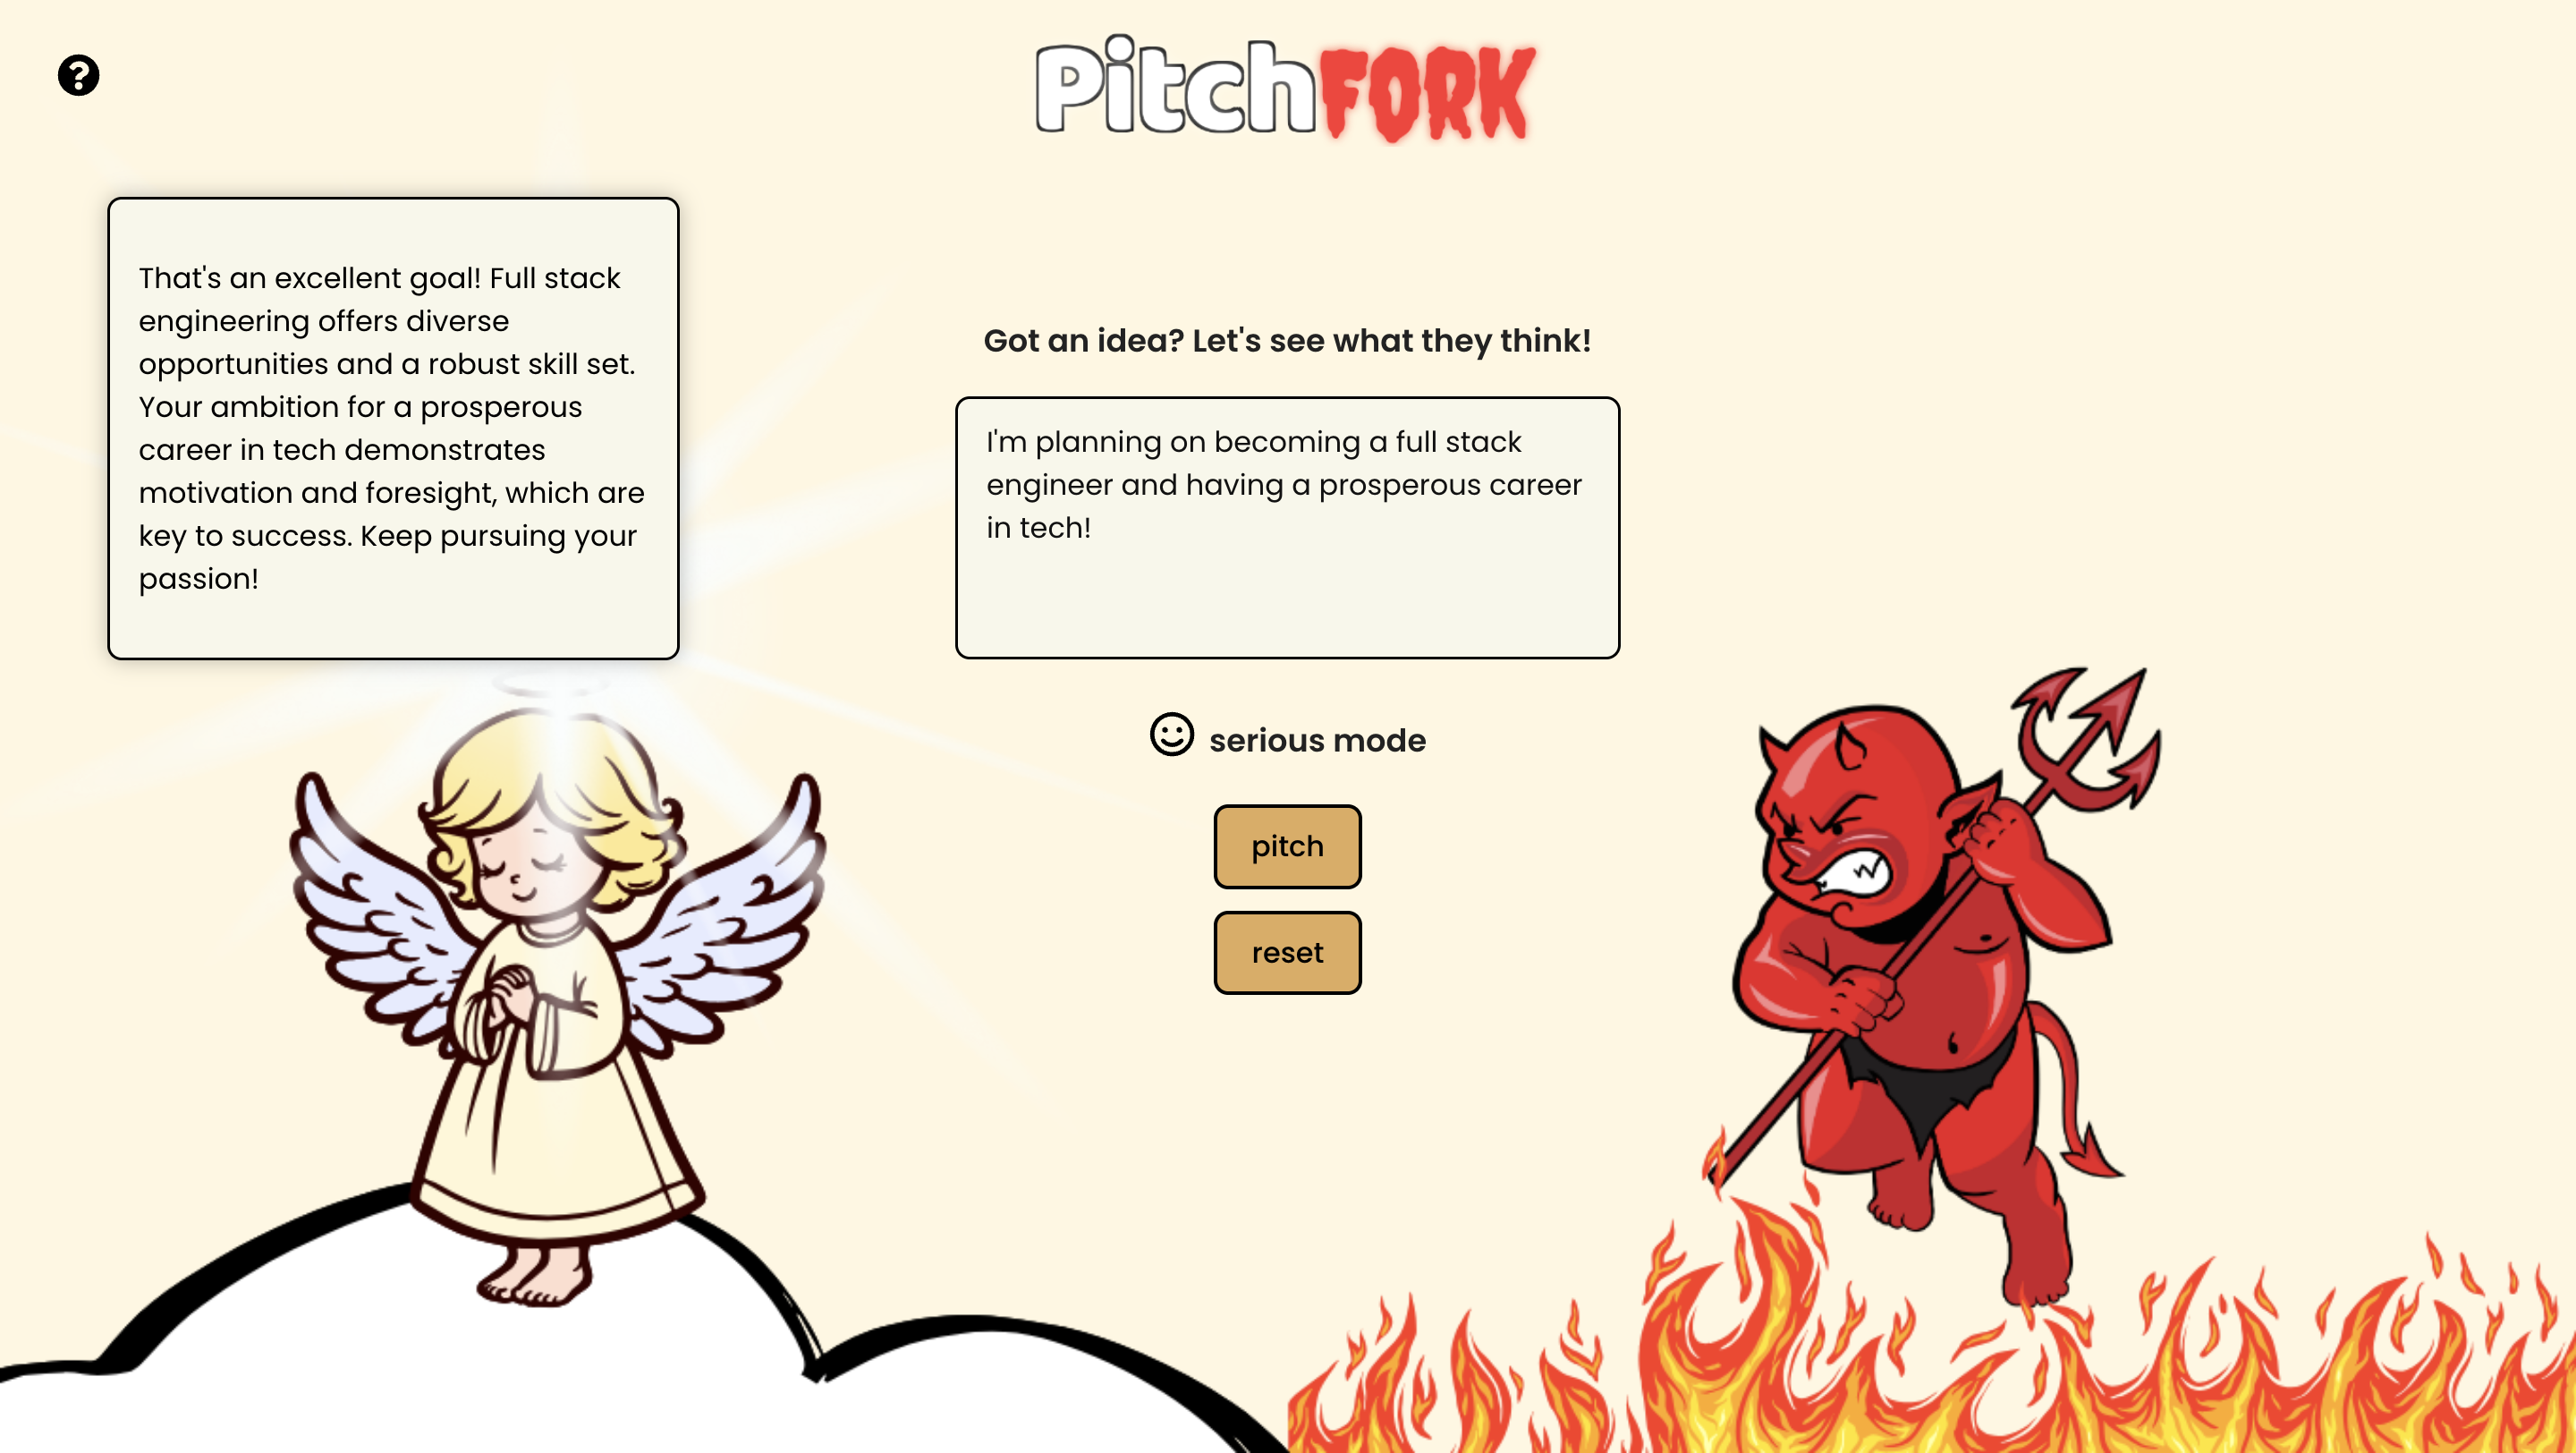 ?
PitchFORK
That's an excellent goal! Full stack
engineering offers diverse
opportunities and a robust skill set.
Your ambition for a prosperous
career in tech demonstrates
motivation and foresight, which are
key to success. Keep pursuing your
passion!
Got an idea? Let's see what they think!
I'm planning on becoming a full stack
engineer and having a prosperous career
in tech!
serious mode
pitch
reset